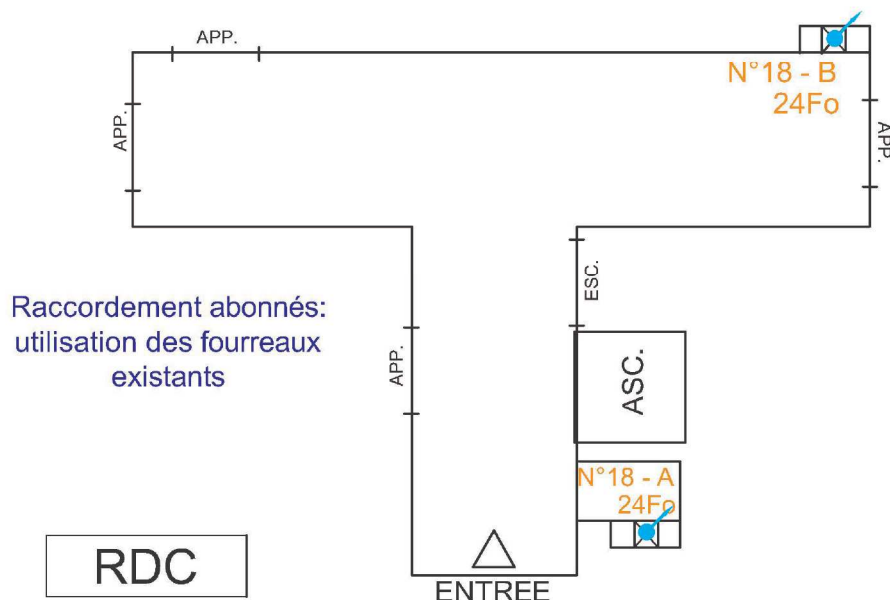 APP.
N°18 - B
24Fo
APP.
APP.
ESC.
Raccordement abonnés:
utilisation des fourreaux
existants
APP.
ASC.
N°18 - A
24Fo
RDC
ENTREE